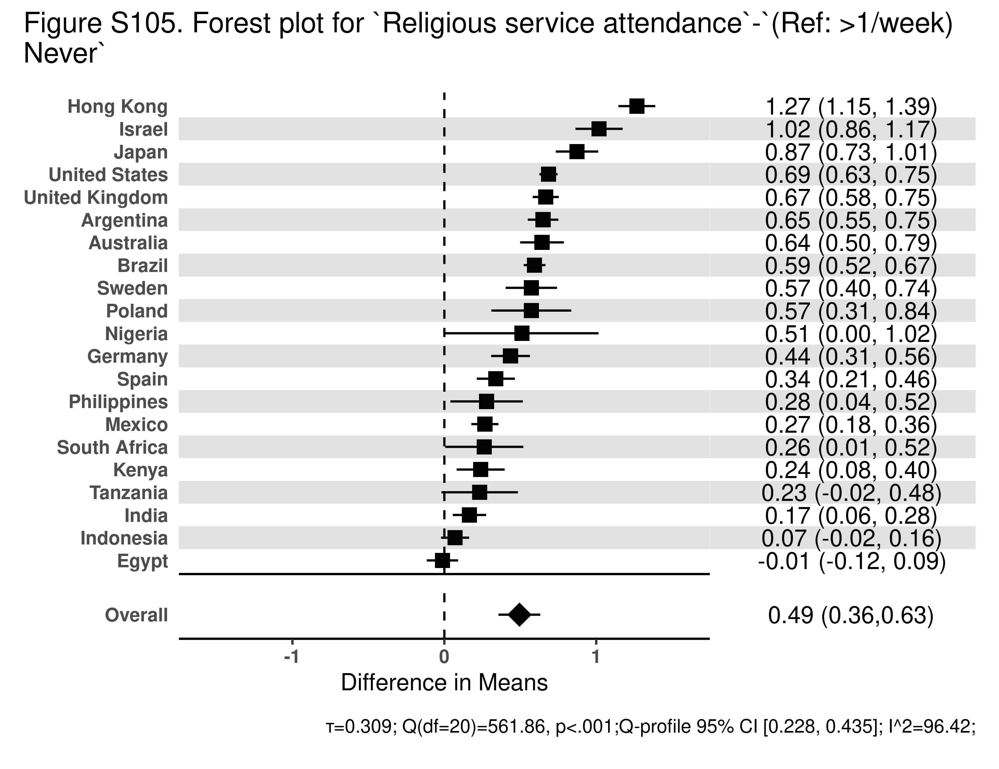 Figure S105. Forest plot for `Religious service attendance`-`(Ref: >1/week)
Never`
Hong Kong 1.27 (1.15, 1.39)
Israel 1.02 (0.86, 1.17)
Japan 0.87 (0.73, 1.01)
United States 0.69 (0.63, 0.75)
United Kingdom 0.67 (0.58, 0.75)
Argentina 0.65 (0.55, 0.75)
Australia 0.64 (0.50, 0.79)
Brazil 0.59 (0.52, 0.67)
Sweden 0.57 (0.40, 0.74)
Poland 0.57 (0.31, 0.84)
Nigeria 0.51 (0.00, 1.02)
Germany 0.44 (0.31, 0.56)
Spain 0.34 (0.21, 0.46)
Philippines 0.28 (0.04, 0.52)
Mexico 0.27 (0.18, 0.36)
South Africa 0.26 (0.01, 0.52)
Kenya 0.24 (0.08, 0.40)
Tanzania 0.23 (-0.02, 0.48)
India 0.17 (0.06, 0.28)
Indonesia 0.07 (-0.02, 0.16)
Egypt -0.01 (-0.12, 0.09)
Overall 0.49 (0.36,0.63)
-1 0 1
Difference in Means
τ=0.309; Q(df=20)=561.86, p<.001;Q-profile 95% CI [0.228, 0.435]; I^2=96.42;